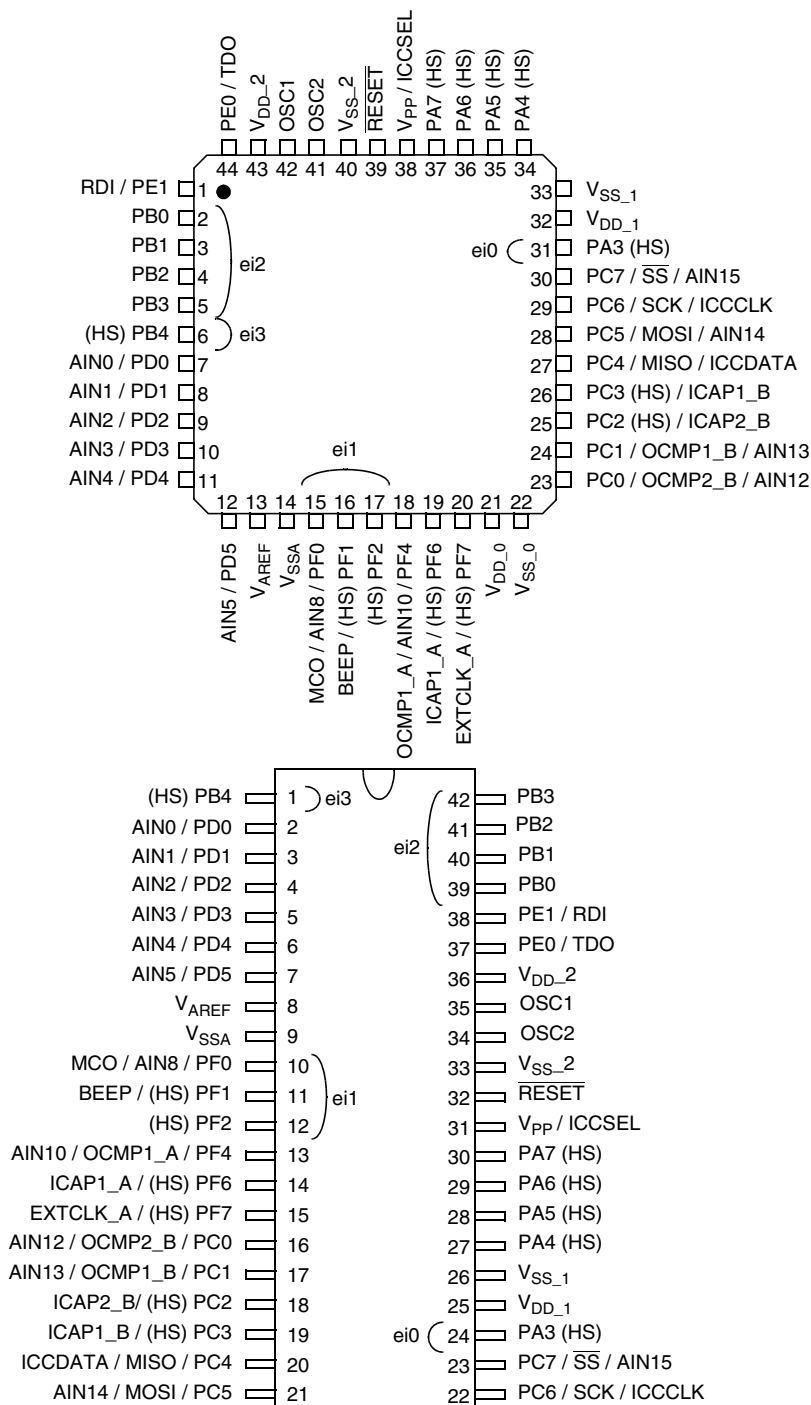 PE0 / TDO
VDD_2
OSC1
OSC2
VSS_2
RESET
VPP / ICCSEL
PA7 (HS)
PA6 (HS)
PA5 (HS)
PA4 (HS)
44 43 42 41 40 39 38 37 36 35 34
RDI / PE1 1
PB0 2
PB1 3
PB2 4
PB3 5
(HS) PB4 6
AIN0 / PD0 7
AIN1 / PD1 8
AIN2 / PD2 9
AIN3 / PD3 10
AIN4 / PD4 11
ei2
ei3
ei0
ei1
33 VSS_1
32 VDD_1
31 PA3 (HS)
30 PC7 / SS / AIN15
29 PC6 / SCK / ICCCLK
28 PC5 / MOSI / AIN14
27 PC4 / MISO / ICCDATA
26 PC3 (HS) / ICAP1_B
25 PC2 (HS) / ICAP2_B
24 PC1 / OCMP1_B / AIN13
23 PC0 / OCMP2_B / AIN12
12 13 14 15 16 17 18 19 20 21 22
AIN5 / PD5
VAREF
VSSA
MCO / AIN8 / PF0
BEEP / (HS) PF1
(HS) PF2
OCMP1_A / AIN10 / PF4
ICAP1_A / (HS) PF6
EXTCLK_A / (HS) PF7
VDD_0
VSS_0
(HS) PB4 1 ei3
AIN0 / PD0 2
AIN1 / PD1 3
AIN2 / PD2 4
AIN3 / PD3 5
AIN4 / PD4 6
AIN5 / PD5 7
VAREF 8
VSSA 9
MCO / AIN8 / PF0 10
BEEP / (HS) PF1 11 ei1
(HS) PF2 12
AIN10 / OCMP1_A / PF4 13
ICAP1_A / (HS) PF6 14
EXTCLK_A / (HS) PF7 15
AIN12 / OCMP2_B / PC0 16
AIN13 / OCMP1_B / PC1 17
ICAP2_B/ (HS) PC2 18
ICAP1_B / (HS) PC3 19
ICCDATA / MISO / PC4 20
AIN14 / MOSI / PC5 21
42 PB3
41 PB2
ei2
40 PB1
39 PB0
38 PE1 / RDI
37 PE0 / TDO
36 VDD_2
35 OSC1
34 OSC2
33 VSS_2
32 RESET
31 VPP / ICCSEL
30 PA7 (HS)
29 PA6 (HS)
28 PA5 (HS)
27 PA4 (HS)
26 VSS_1
25 VDD_1
ei0 24 PA3 (HS)
23 PC7 / SS / AIN15
22 PC6 / SCK / ICCCLK